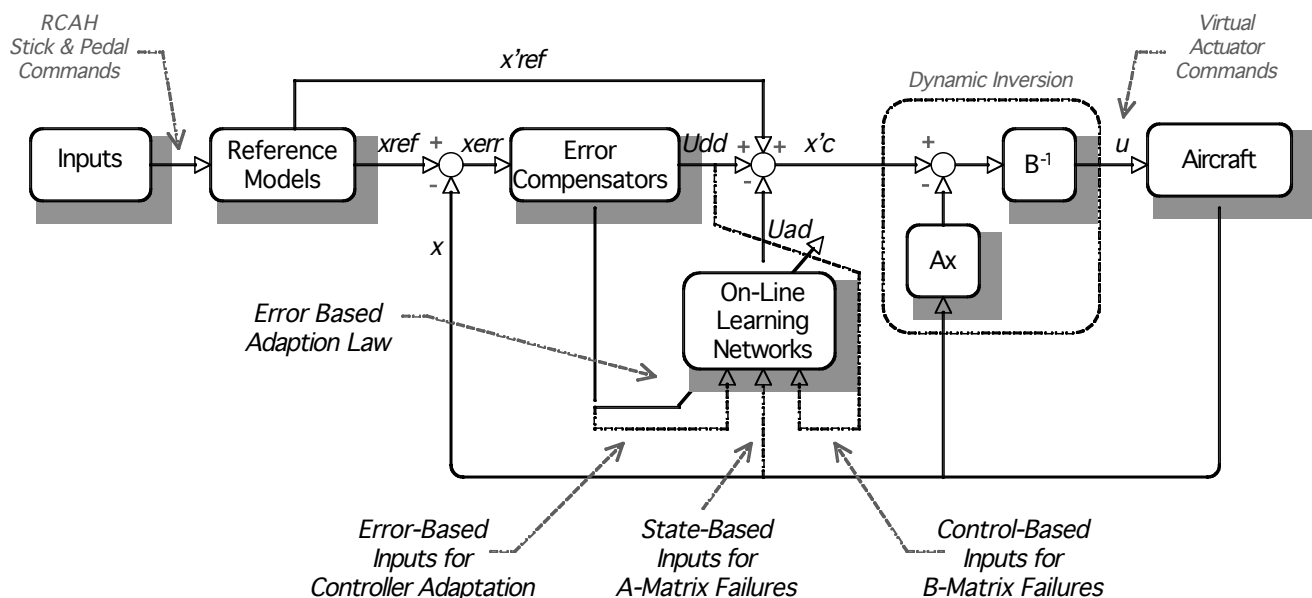 RCAH
Stick & Pedal
Commands
Virtual
Actuator
Commands
x'ref
Dynamic Inversion
Inputs
Reference
Models
xref
+
-
xerr
Error
Compensators
Udd
+
+
-
x'c
+
-
B-1
u
Aircraft
x
Uad
Ax
On-Line
Learning
Networks
Error Based
Adaption Law
Error-Based
Inputs for
Controller Adaptation
State-Based
Inputs for
A-Matrix Failures
Control-Based
Inputs for
B-Matrix Failures